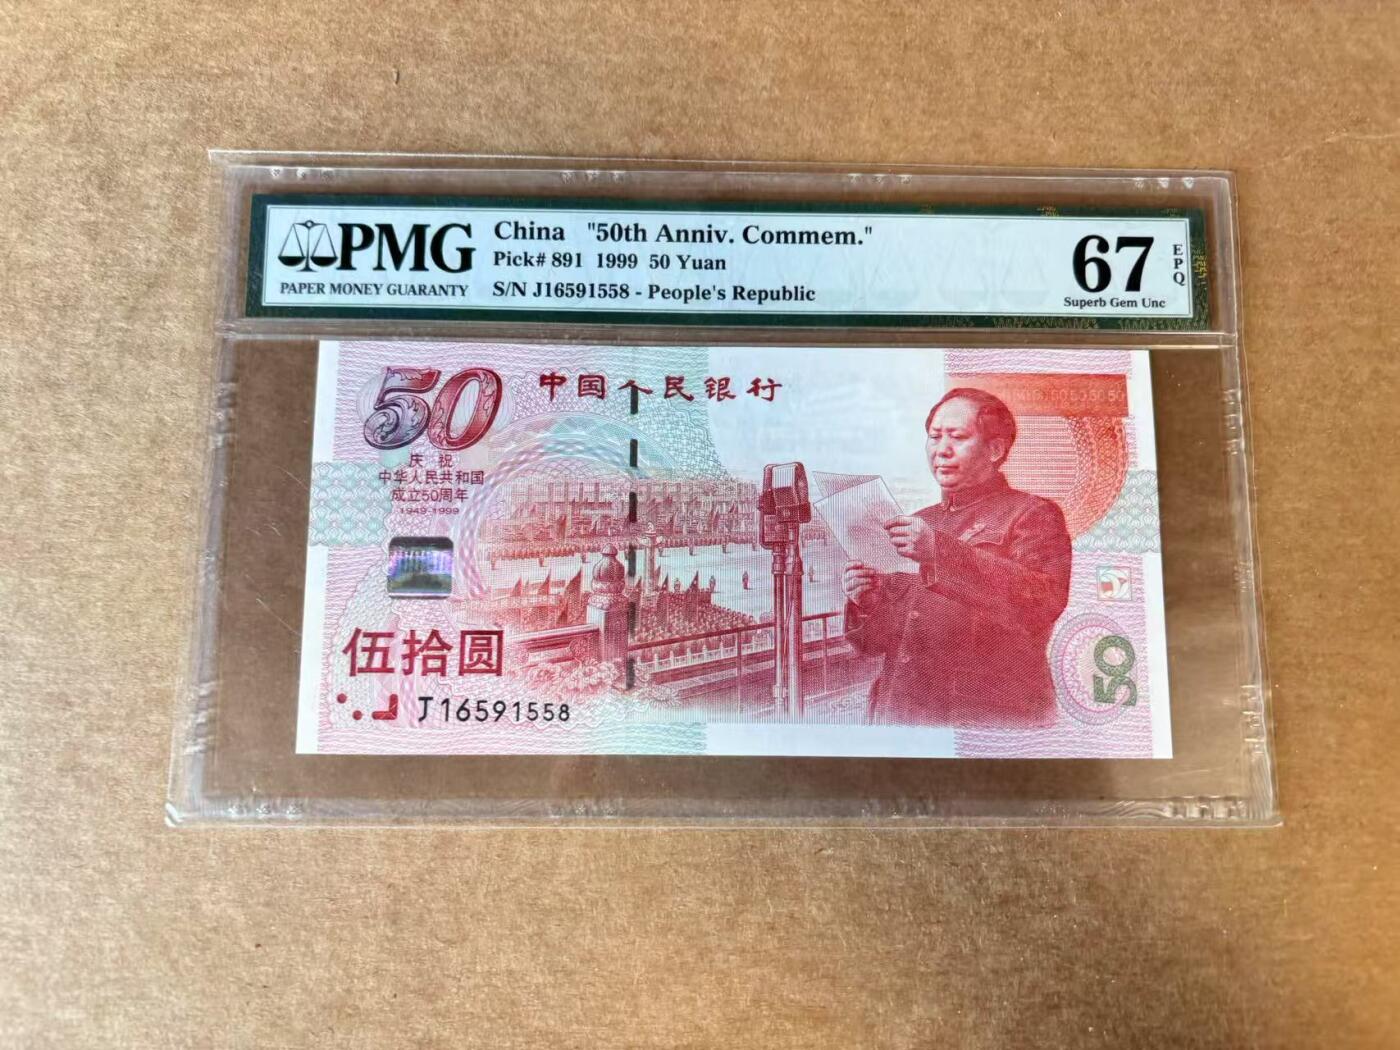 PMG
PAPER MONEY GUARANTY
China "50th Anniv. Commem."
Pick# 891 1999 50 Yuan
S/N J16591558 - People's Republic
67
Superb Gem Unc
EPQ
50
中国人民银行
庆祝
中华人民共和国
成立50周年
1949-1999
伍拾圆
J16591558
50